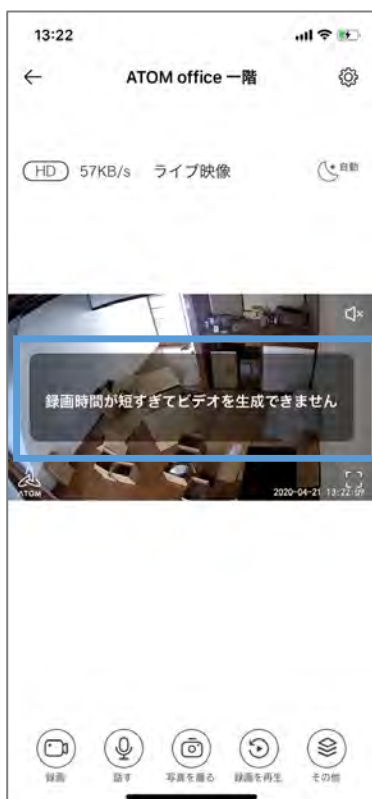 13:22
ATOM office 一階
HD 57KB/s ライブ映像 自動
録画時間が短すぎてビデオを生成できません
ATOM
2020-04-21 13:22:09
録画 話す 写真を撮る 録画を再生 その他